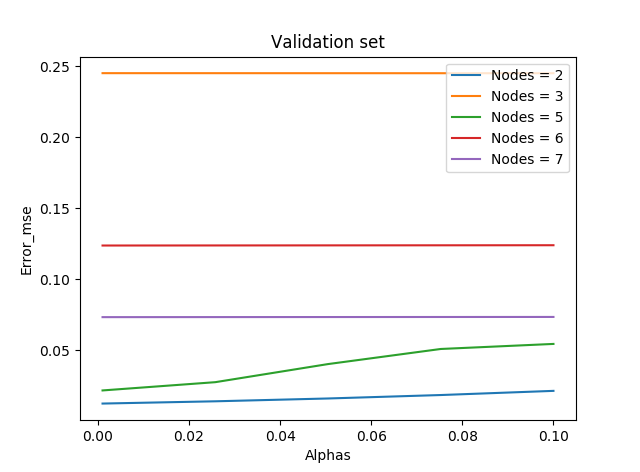 Validation set
0.25
0.20
0.15
0.10
0.05
Error_mse
Nodes = 2
Nodes = 3
Nodes = 5
Nodes = 6
Nodes = 7
0.00 0.02 0.04 0.06 0.08 0.10
Alphas